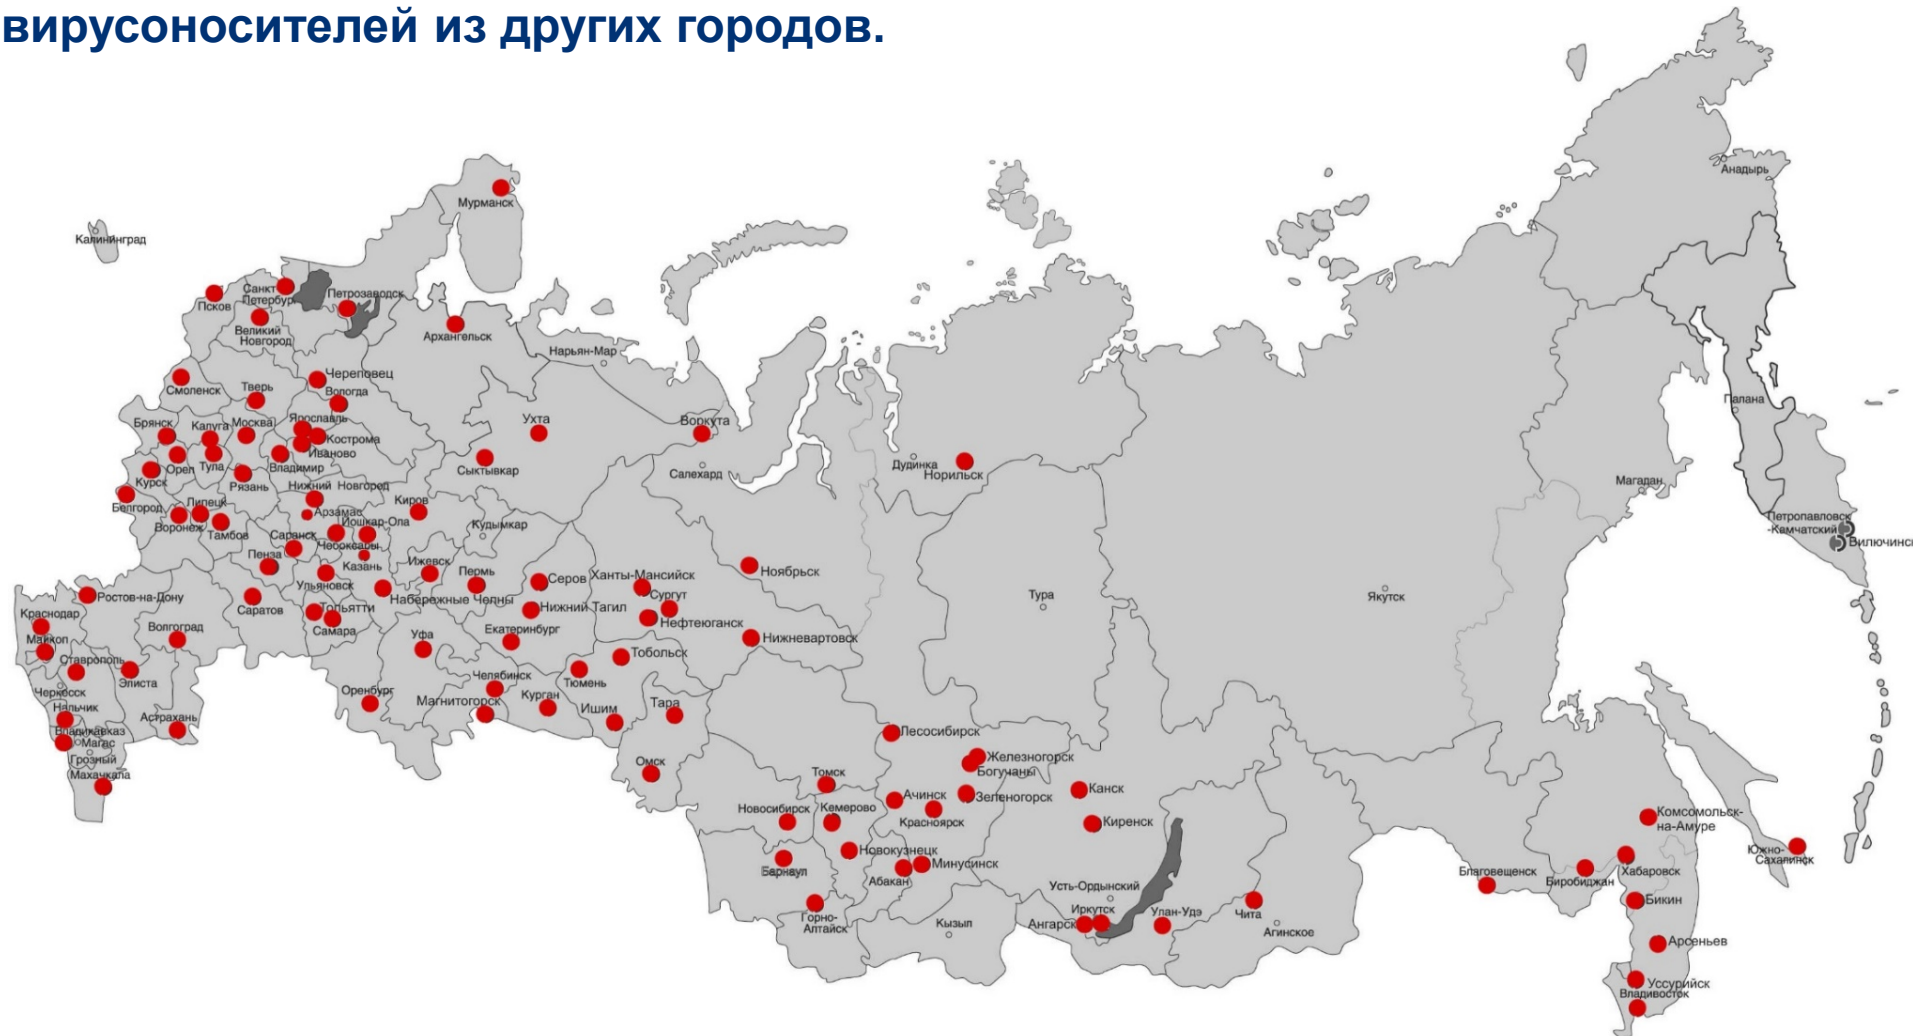 вирусоносителей из других городов.
Анадырь
Мурманск
Калининград
Санкт
Петербург
Петрозаводск
Псков
Великий
Новгород
Архангельск
Нарьян-Мар
Череповец
Смоленск
Тверь
Вологда
Палана
Ухта
Воркута
Брянск
Калуга
Москва
Ярославль
Кострома
Иваново
Орел
Тула
Владимир
Сыктывкар
Салехард
Дудинка
Норильск
Курск
Рязань
Нижний Новгород
Магадан
Белгород
Липецк
Киров
Арзамас
Воронеж
Тамбов
Йошкар-Ола
Кудымкар
Петропавловск
-Камчатский
Вилючинск
Саранск
Чебоксары
Пенза
Казань
Ижевск
Пермь
Серов
Ханты-Мансийск
Ноябрьск
Ульяновск
Набережные Челны
Нижний Тагил
Сургут
Тура
Якутск
Ростов-на-Дону
Саратов
Тольятти
Самара
Нефтеюганск
Краснодар
Волгоград
Уфа
Екатеринбург
Нижневартовск
Майкоп
Тобольск
Ставрополь
Элиста
Тюмень
Черкесск
Оренбург
Челябинск
Магнитогорск
Курган
Ишим
Тара
Нальчик
Астрахань
Владикавказ
Магас
Грозный
Махачкала
Лесосибирск
Железногорск
Богучаны
Омск
Томск
Канск
Ачинск
Зеленогорск
Новосибирск
Кемерово
Красноярск
Киренск
Комсомольск-
на-Амуре
Новокузнецк
Минусинск
Барнаул
Абакан
Южно-
Сахалинск
Благовещенск
Биробиджан
Хабаровск
Усть-Ордынский
Бикин
Горно-
Алтайск
Кызыл
Ангарск
Иркутск
Улан-Удэ
Чита
Агинское
Арсеньев
Уссурийск
Владивосток